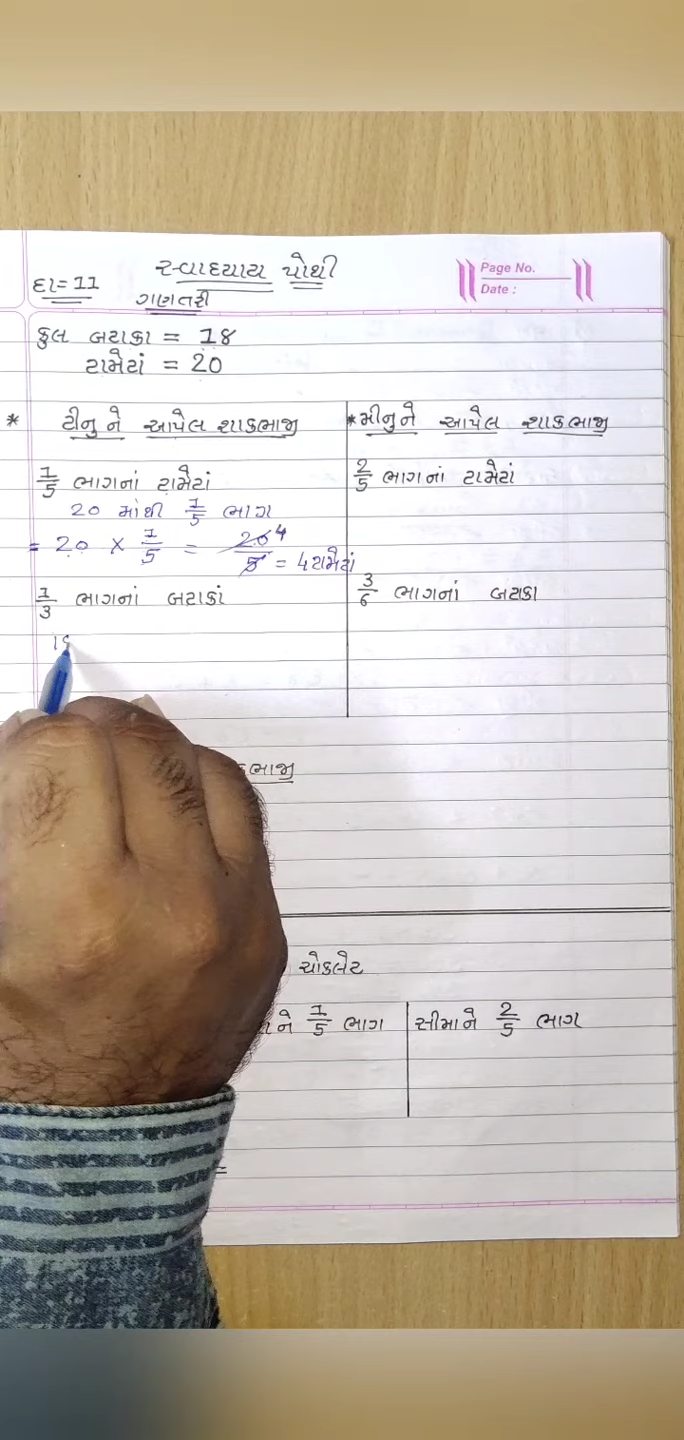 સ્વાધ્યાય પોથી
Page No.
Date :
દા= 11
ગણતરી
કુલ બટાકા = 18
ટામેટાં = 20
* ટીનુ ને આપેલ શાકભાજી
1/5 ભાગનાં ટામેટાં
20 માંથી 1/5 ભાગ
= 20 × 1/5 = 20 4/5 = 4 ટામેટાં
1/3 ભાગનાં બટાકાં
* મીનુ ને આપેલ શાકભાજી
2/5 ભાગનાં ટામેટાં
3/6 ભાગનાં બટાકા
ચોકલેટ
ને 1/5 ભાગ
સીમા ને 2/5 ભાગ
=